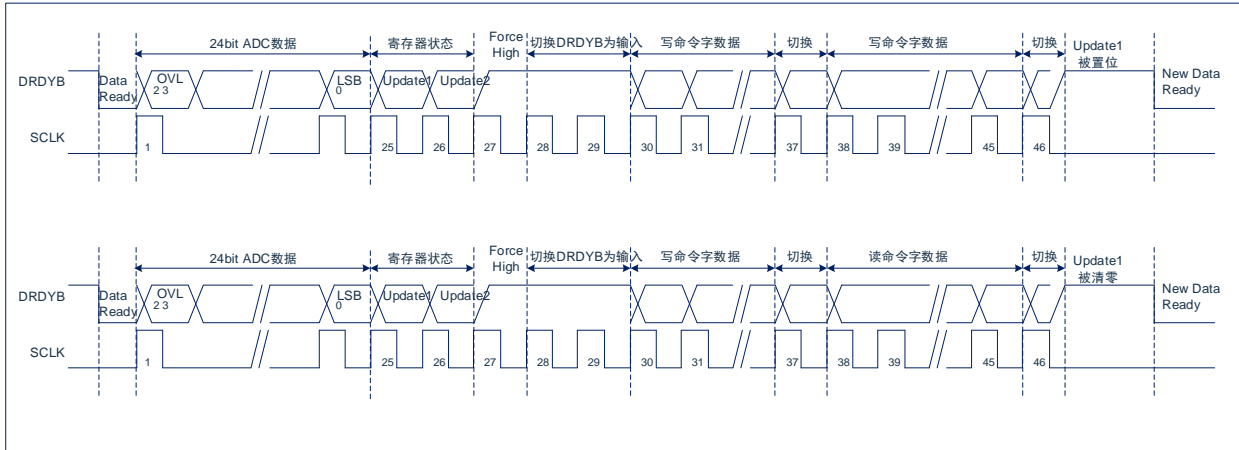 24bit ADC数据 寄存器状态 Force High 切换DRDYB为输入 写命令字数据 切换 写命令字数据 切换 Update1 被置位
DRDYB Data Ready OVL 23 LSB 0 Update1 Update2 New Data Ready
SCLK 1 25 26 27 28 29 30 31 37 38 39 45 46
24bit ADC数据 寄存器状态 Force High 切换DRDYB为输入 写命令字数据 切换 读命令字数据 切换 Update1 被清零
DRDYB Data Ready OVL 23 LSB 0 Update1 Update2 New Data Ready
SCLK 1 25 26 27 28 29 30 31 37 38 39 45 46